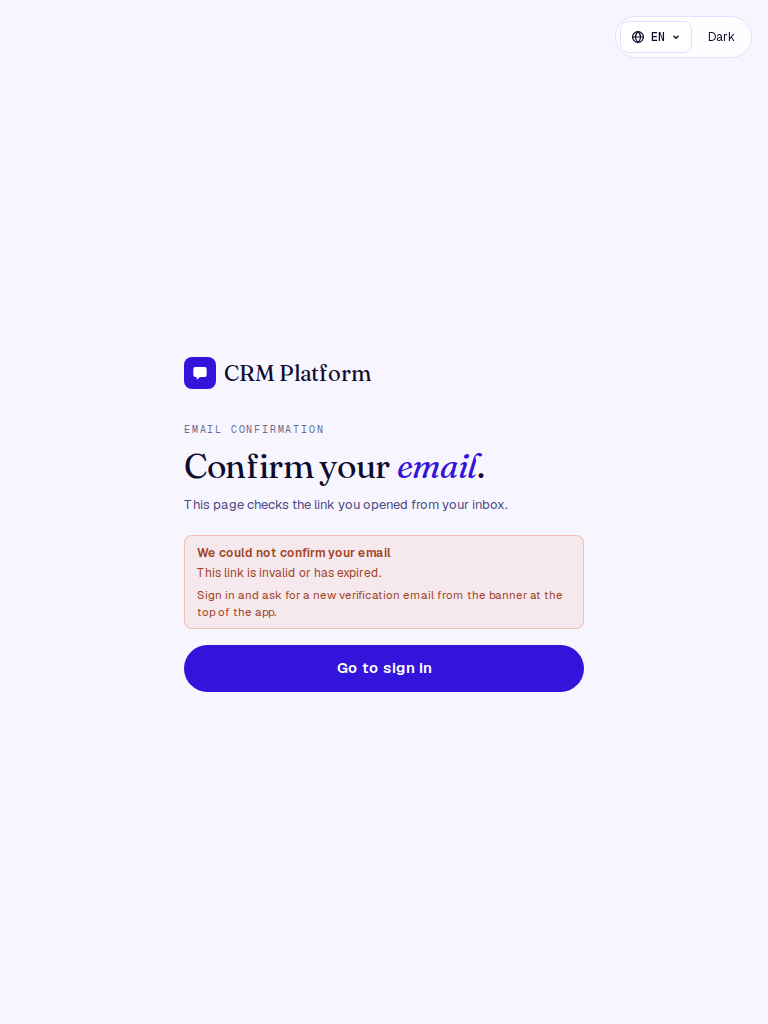 EN
Dark
CRM Platform
EMAIL CONFIRMATION
Confirm your email.
This page checks the link you opened from your inbox.
We could not confirm your email
This link is invalid or has expired.
Sign in and ask for a new verification email from the banner at the
top of the app.
Go to sign in